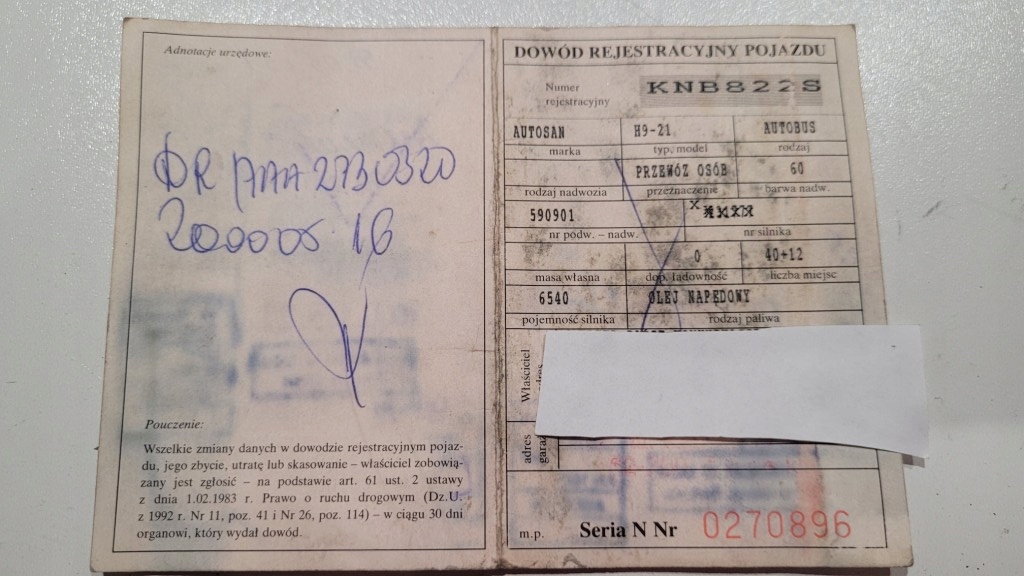 Adnotacje urzędowe:
DR
20000S 16
Pouczenie:
Wszelkie zmiany danych w dowodzie rejestracyjnym pojaz-
du, jego zbycie, utratę lub skasowanie – właściciel zobowią-
zany jest zgłosić – na podstawie art. 61 ust. 2 ustawy
z dnia 1.02.1983 r. Prawo o ruchu drogowym (Dz.U.
z 1992 r. Nr 11, poz. 41 i Nr 26, poz. 114) – w ciągu 30 dni
organowi, który wydał dowód.
DOWÓD REJESTRACYJNY POJAZDU
Numer
rejestracyjny
KNB822S
AUTOSAN H9-21 AUTOBUS
marka typ, model rodzaj
PRZEWÓZ OSÓB 60
rodzaj nadwozia przeznaczenie barwa nadw.
590901
nr podw. – nadw. nr silnika
0 40+12
masa własna dop. ładowność liczba miejsc
6540 OLEJ NAPĘDOWY
pojemność silnika rodzaj paliwa
Właściciel
adres
adres
m.p. Seria N Nr 0270896